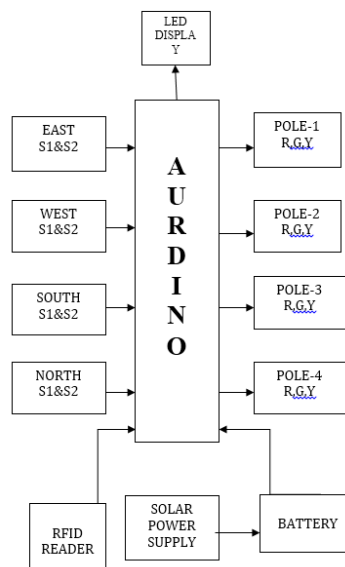 LED
DISPLA
Y
EAST
S1&S2
WEST
S1&S2
SOUTH
S1&S2
NORTH
S1&S2
A
U
R
D
I
N
O
POLE-1
R,G,Y
POLE-2
R,G,Y
POLE-3
R,G,Y
POLE-4
R,G,Y
RFID
READER
SOLAR
POWER
SUPPLY
BATTERY